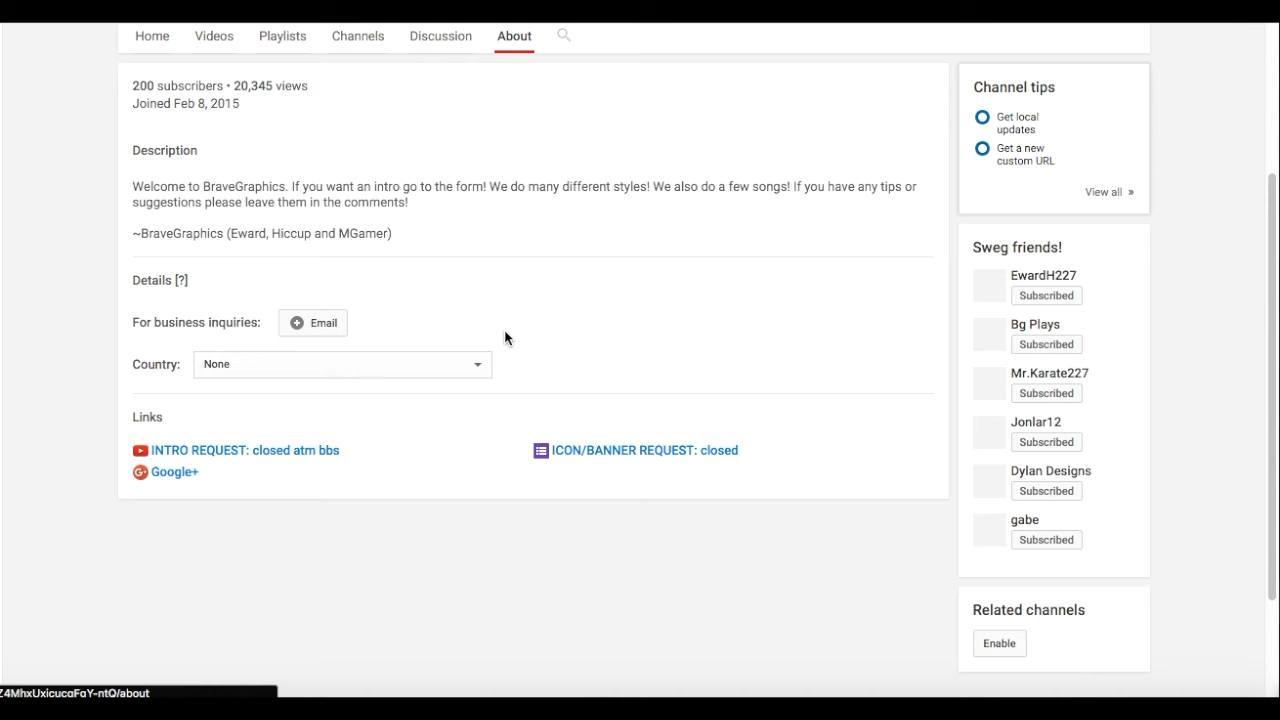 Home Videos Playlists Channels Discussion About
200 subscribers • 20,345 views
Joined Feb 8, 2015
Description
Welcome to BraveGraphics. If you want an intro go to the form! We do many different styles! We also do a few songs! If you have any tips or
suggestions please leave them in the comments!
~BraveGraphics (Eward, Hiccup and MGamer)
Details [?]
For business inquiries: Email
Country: None
Links
INTRO REQUEST: closed atm bbs ICON/BANNER REQUEST: closed
Google+
Channel tips
Get local
updates
Get a new
custom URL
View all »
Sweg friends!
EwardH227
Subscribed
Bg Plays
Subscribed
Mr.Karate227
Subscribed
Jonlar12
Subscribed
Dylan Designs
Subscribed
gabe
Subscribed
Related channels
Enable